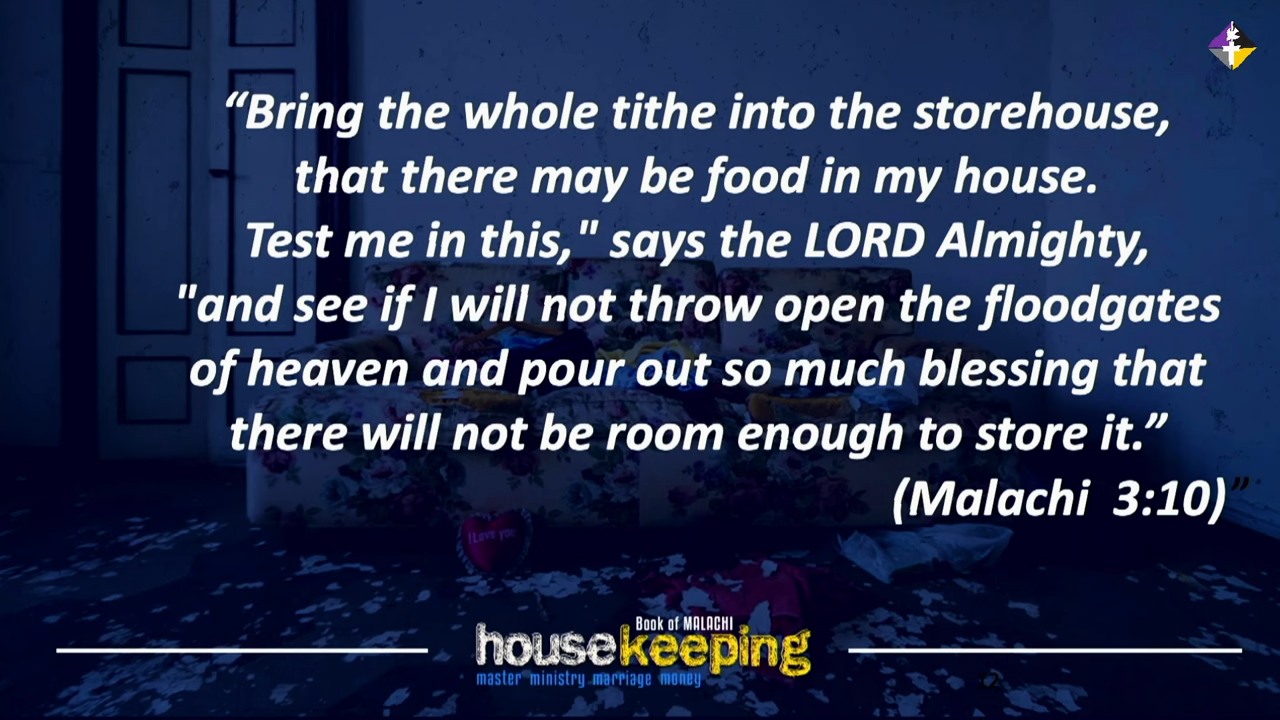 “Bring the whole tithe into the storehouse,
that there may be food in my house.
Test me in this," says the LORD Almighty,
"and see if I will not throw open the floodgates
of heaven and pour out so much blessing that
there will not be room enough to store it.”
(Malachi 3:10)”
I Love you
Book of MALACHI
housekeeping
master ministry marriage money
12